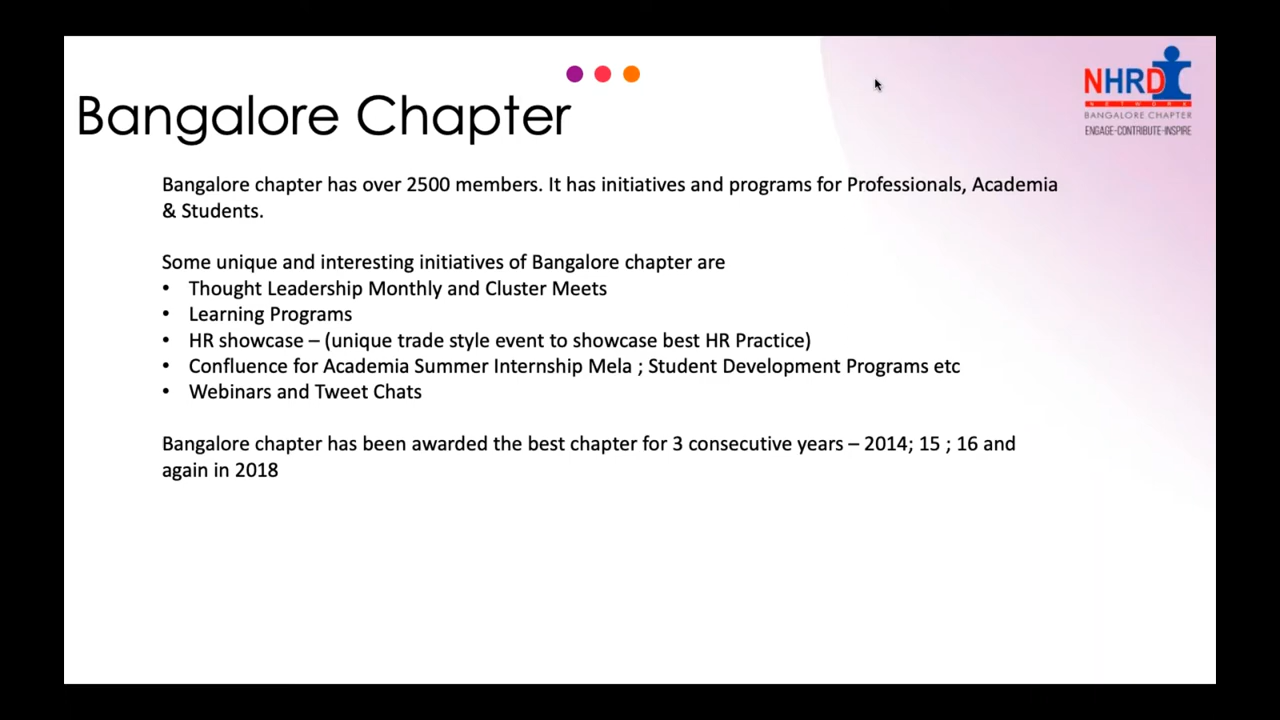 Bangalore Chapter
NHRD
NETWORK
BANGALORE CHAPTER
ENGAGE-CONTRIBUTE-INSPIRE
Bangalore chapter has over 2500 members. It has initiatives and programs for Professionals, Academia
& Students.
Some unique and interesting initiatives of Bangalore chapter are
• Thought Leadership Monthly and Cluster Meets
• Learning Programs
• HR showcase – (unique trade style event to showcase best HR Practice)
• Confluence for Academia Summer Internship Mela ; Student Development Programs etc
• Webinars and Tweet Chats
Bangalore chapter has been awarded the best chapter for 3 consecutive years – 2014; 15 ; 16 and
again in 2018